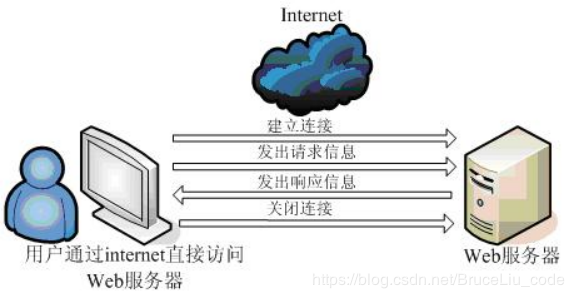 Internet
建立连接
发出请求信息
发出响应信息
关闭连接
用户通过internet直接访问
Web服务器
Web服务器
https://blog.csdn.net/BruceLiu_code